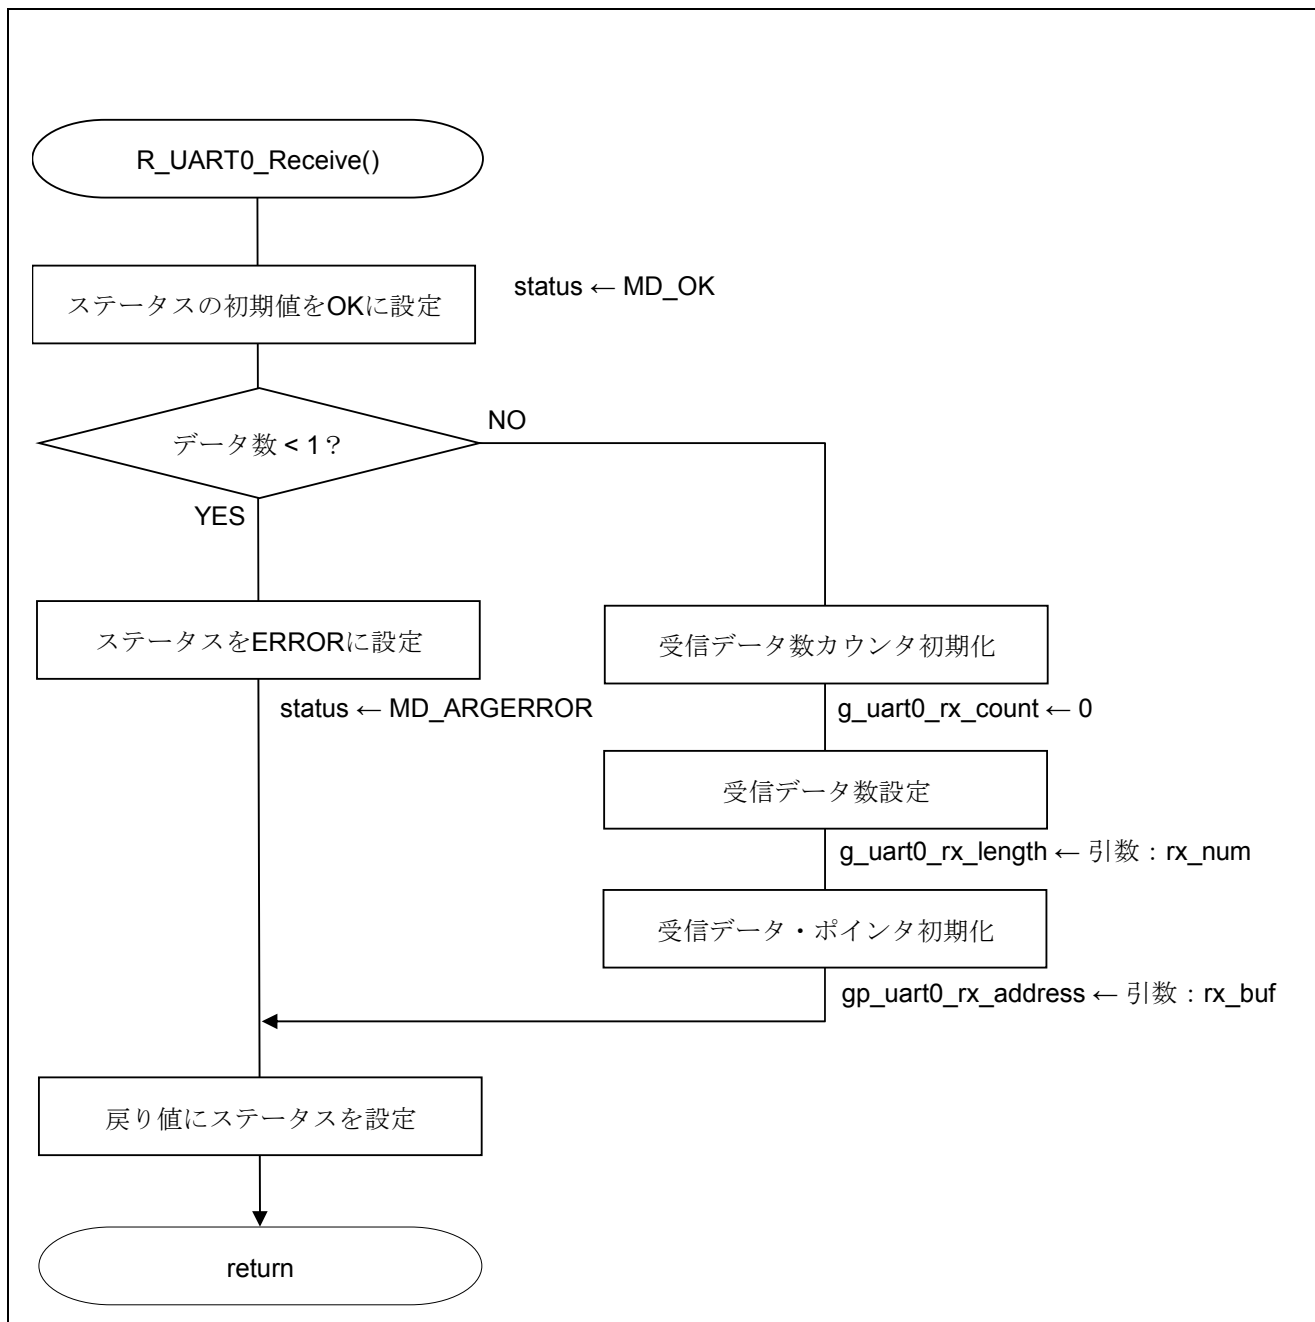 R_UART0_Receive()
ステータスの初期値をOKに設定
status ← MD_OK
データ数 < 1？
NO
YES
ステータスをERRORに設定
status ← MD_ARGERROR
受信データ数カウンタ初期化
g_uart0_rx_count ← 0
受信データ数設定
g_uart0_rx_length ← 引数：rx_num
受信データ・ポインタ初期化
gp_uart0_rx_address ← 引数：rx_buf
戻り値にステータスを設定
return